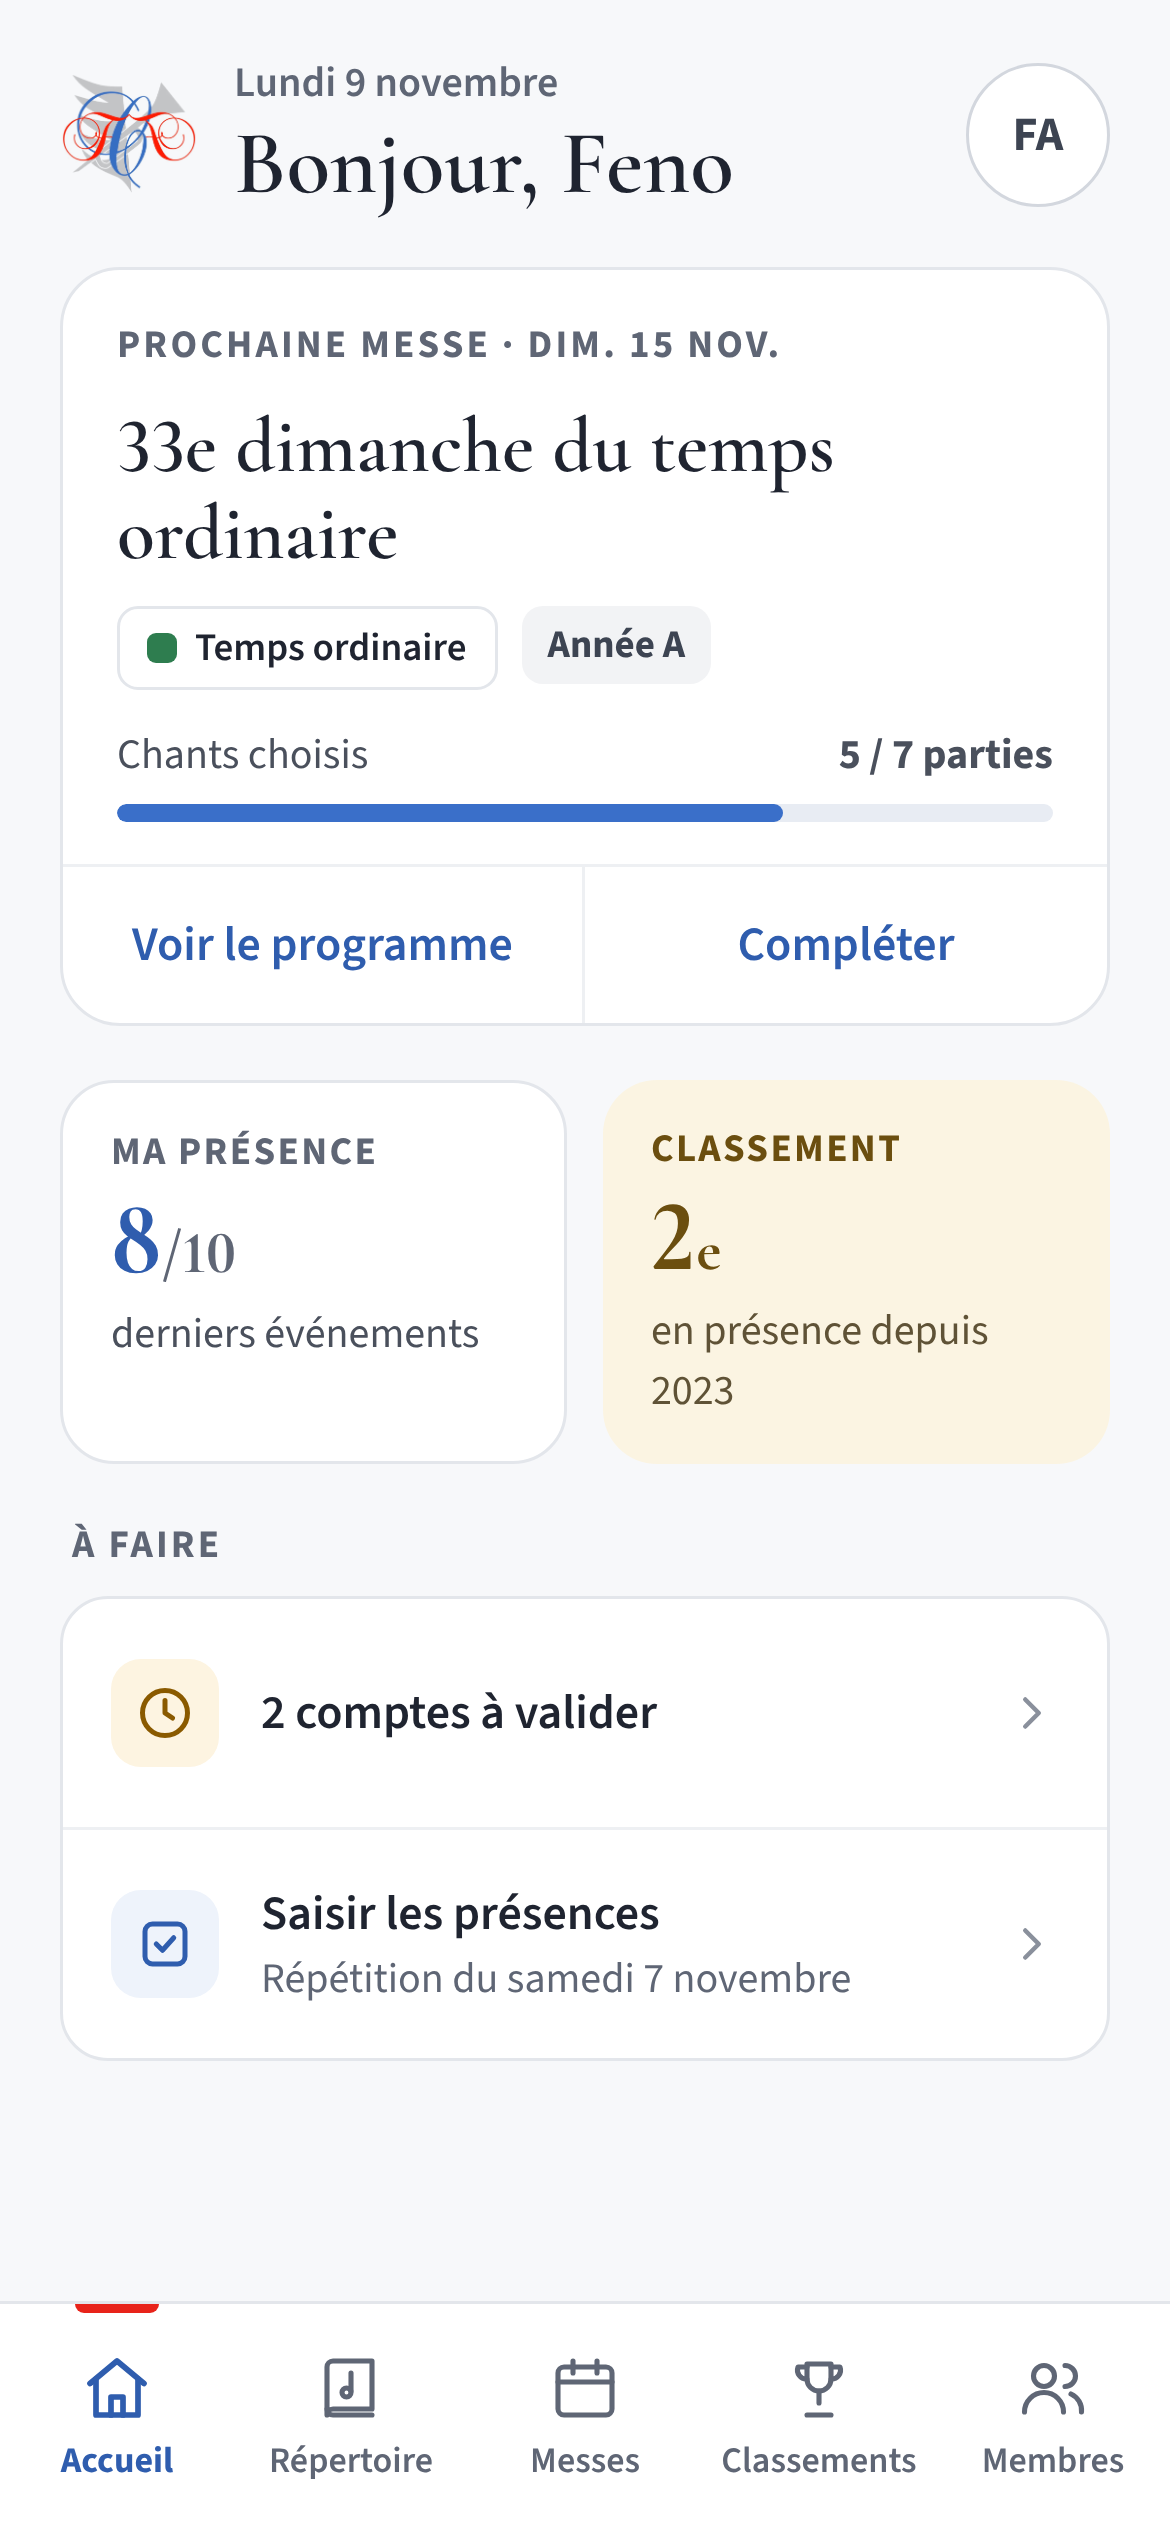 Lundi 9 novembre
Bonjour, Feno
FA
PROCHAINE MESSE · DIM. 15 NOV.
33e dimanche du temps
ordinaire
Temps ordinaire
Année A
Chants choisis
5 / 7 parties
Voir le programme
Compléter
MA PRÉSENCE
8/10
derniers événements
CLASSEMENT
2e
en présence depuis
2023
À FAIRE
2 comptes à valider
Saisir les présences
Répétition du samedi 7 novembre
Accueil
Répertoire
Messes
Classements
Membres